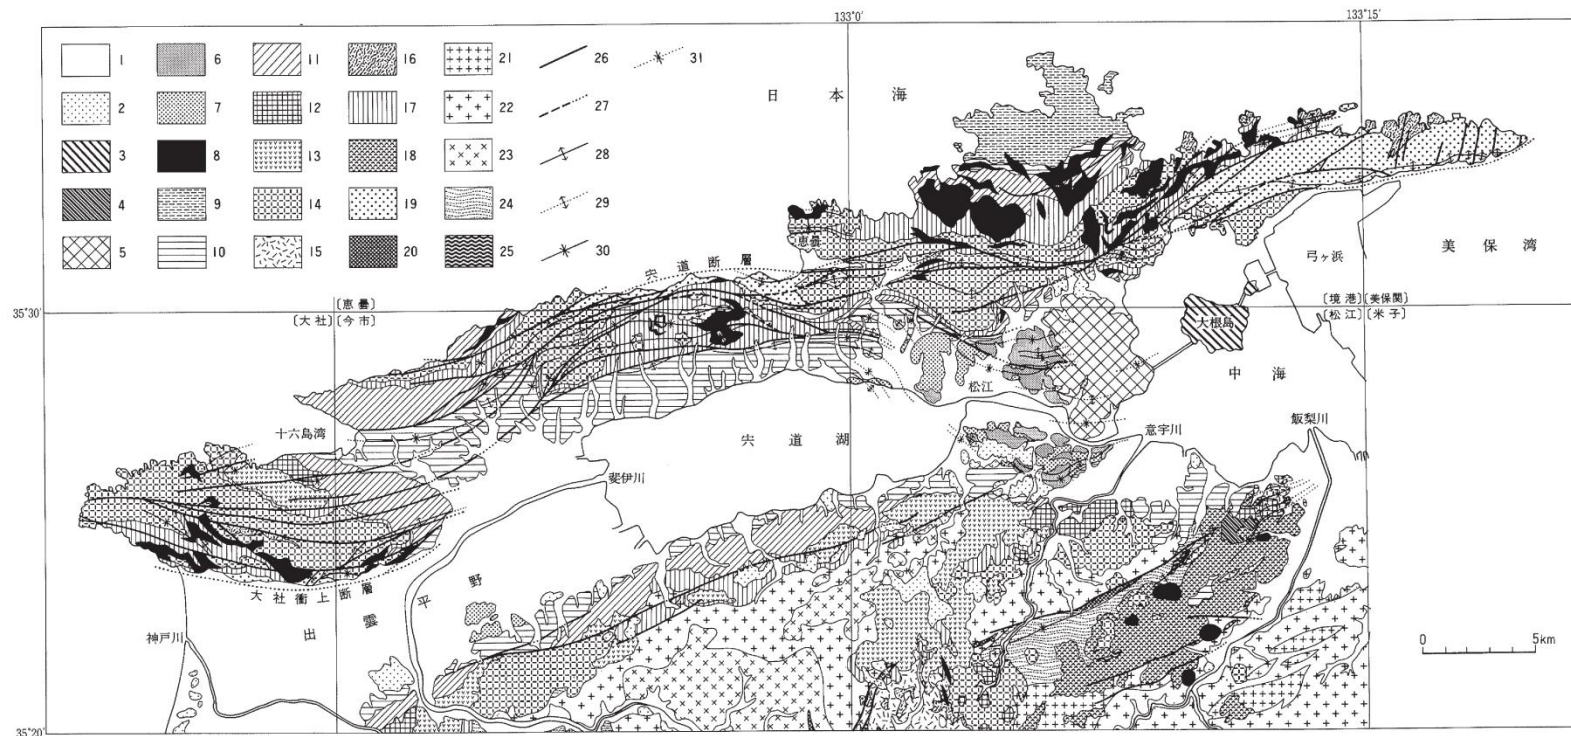 133°0′
133°15′
1 6 11 16 21 26 31
2 7 12 17 22 27
3 8 13 18 23 28
4 9 14 19 24 29
5 10 15 20 25 30
日本海
恵曇
宍道断層
美保湾
弓ヶ浜
35°30′
〔恵曇〕
〔大社〕〔今市〕
〔境港〕〔美保関〕
〔松江〕〔米子〕
大根島
中海
松江
十六島湾
宍道湖
意宇川
飯梨川
斐伊川
大社衝上断層
出雲平野
神戸川
0 5km
35°20′